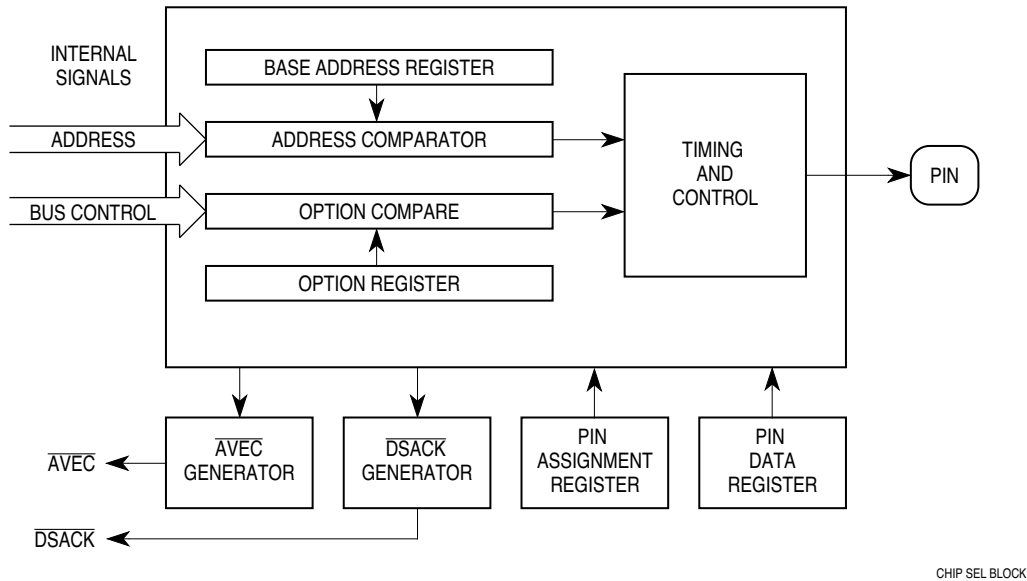 INTERNAL
SIGNALS
BASE ADDRESS REGISTER
ADDRESS
ADDRESS COMPARATOR
TIMING
AND
CONTROL
PIN
BUS CONTROL
OPTION COMPARE
OPTION REGISTER
AVEC
GENERATOR
DSACK
GENERATOR
PIN
ASSIGNMENT
REGISTER
PIN
DATA
REGISTER
AVEC
DSACK
CHIP SEL BLOCK